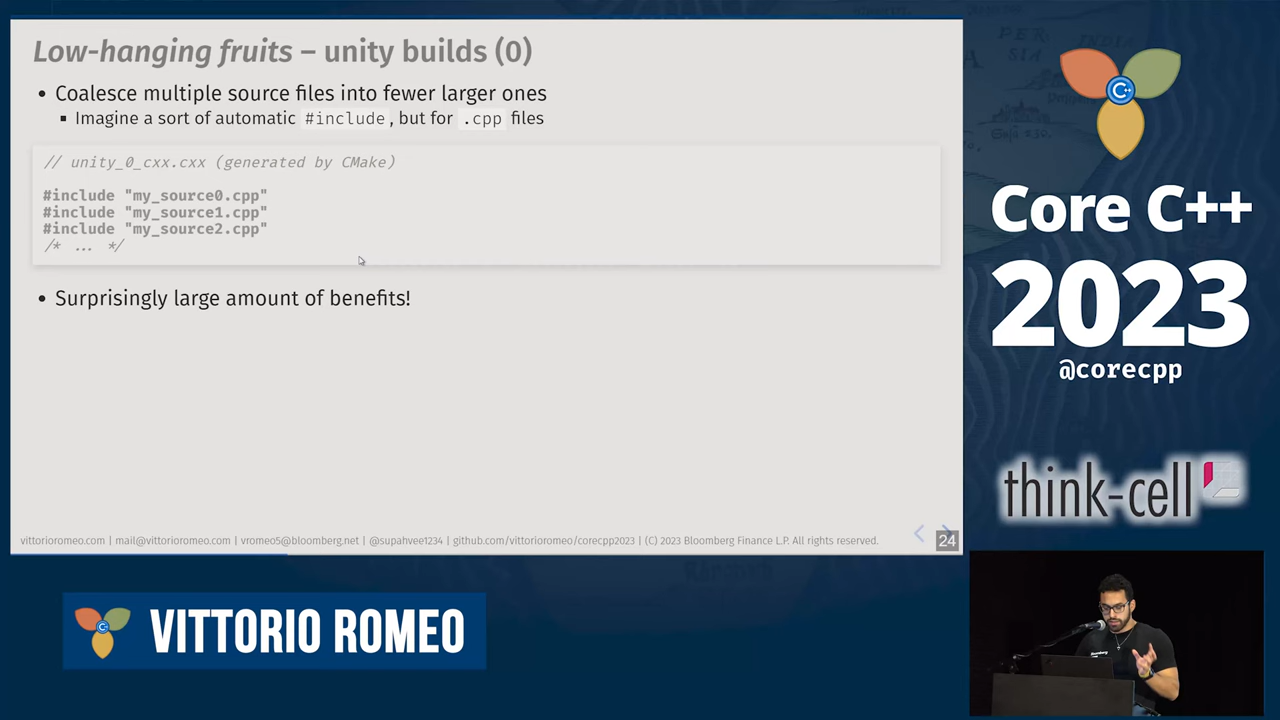 Low-hanging fruits – unity builds (0)
• Coalesce multiple source files into fewer larger ones
▪ Imagine a sort of automatic #include, but for .cpp files
// unity_0_cxx.cxx (generated by CMake)
#include "my_source0.cpp"
#include "my_source1.cpp"
#include "my_source2.cpp"
/* ... */
• Surprisingly large amount of benefits!
vittorioromeo.com | mail@vittorioromeo.com | vromeo5@bloomberg.net | @supahvee1234 | github.com/vittorioromeo/corecpp2023 | (C) 2023 Bloomberg Finance L.P. All rights reserved.
24
C++
Core C++
2023
@corecpp
think-cell
VITTORIO ROMEO